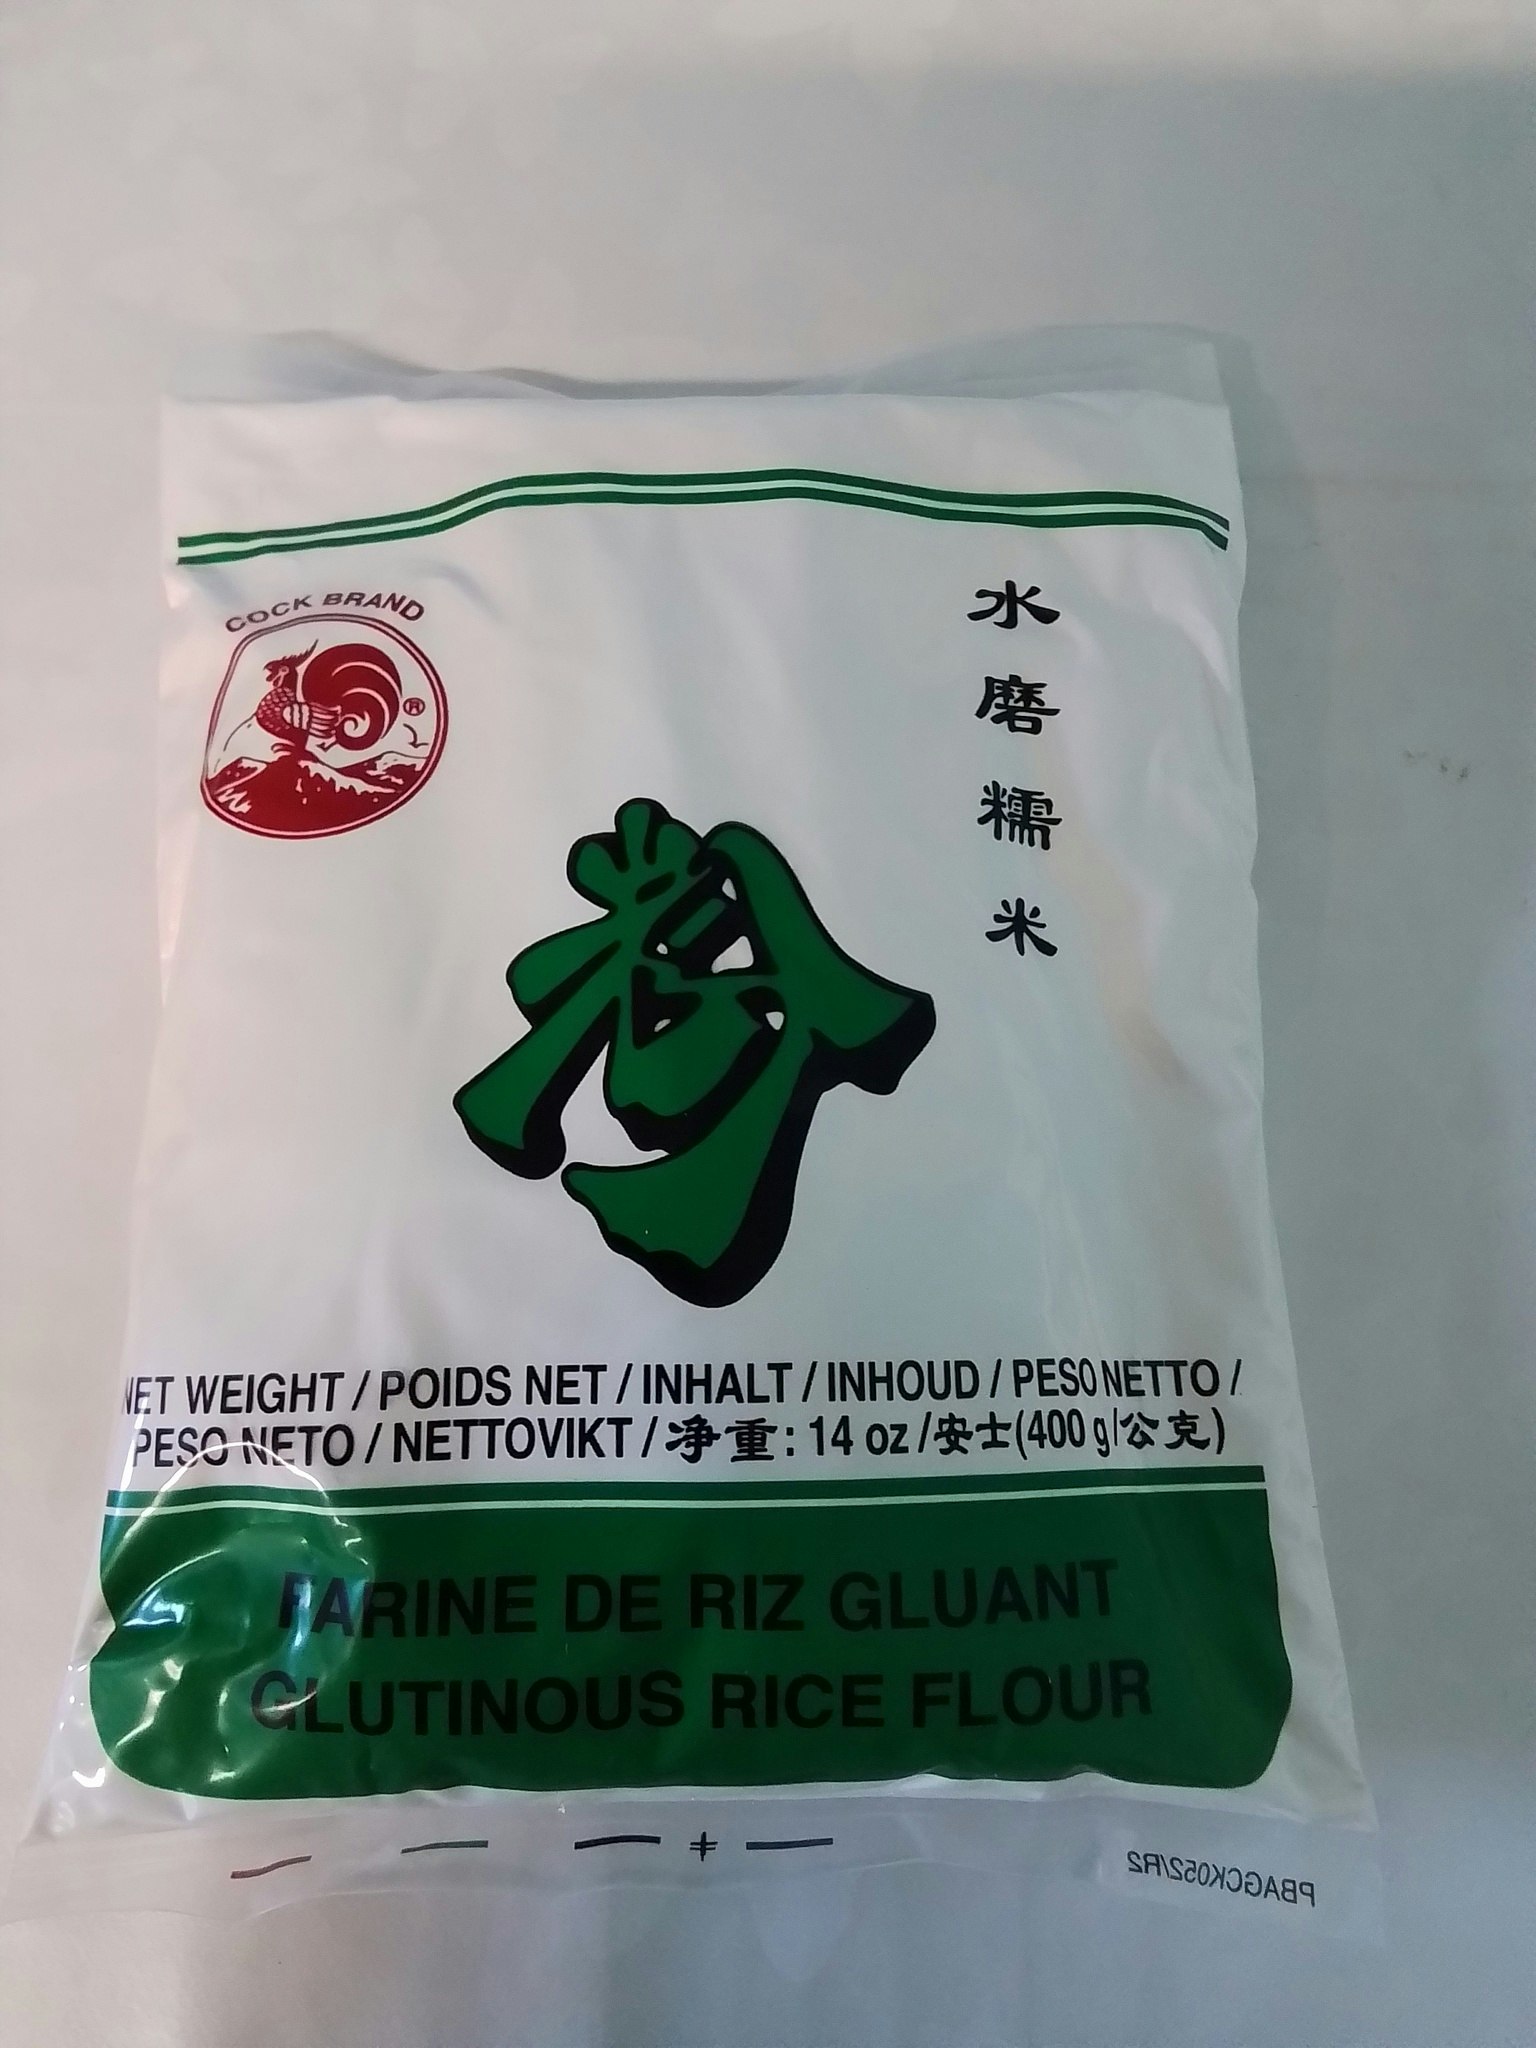 COCK BRAND
®
水
磨
糯
米
粉
NET WEIGHT / POIDS NET / INHALT / INHOUD / PESO NETTO /
PESO NETO / NETTOVIKT / 净重: 14 oz /安士(400 g/公克)
FARINE DE RIZ GLUANT
GLUTINOUS RICE FLOUR
PBAGCK052/R2